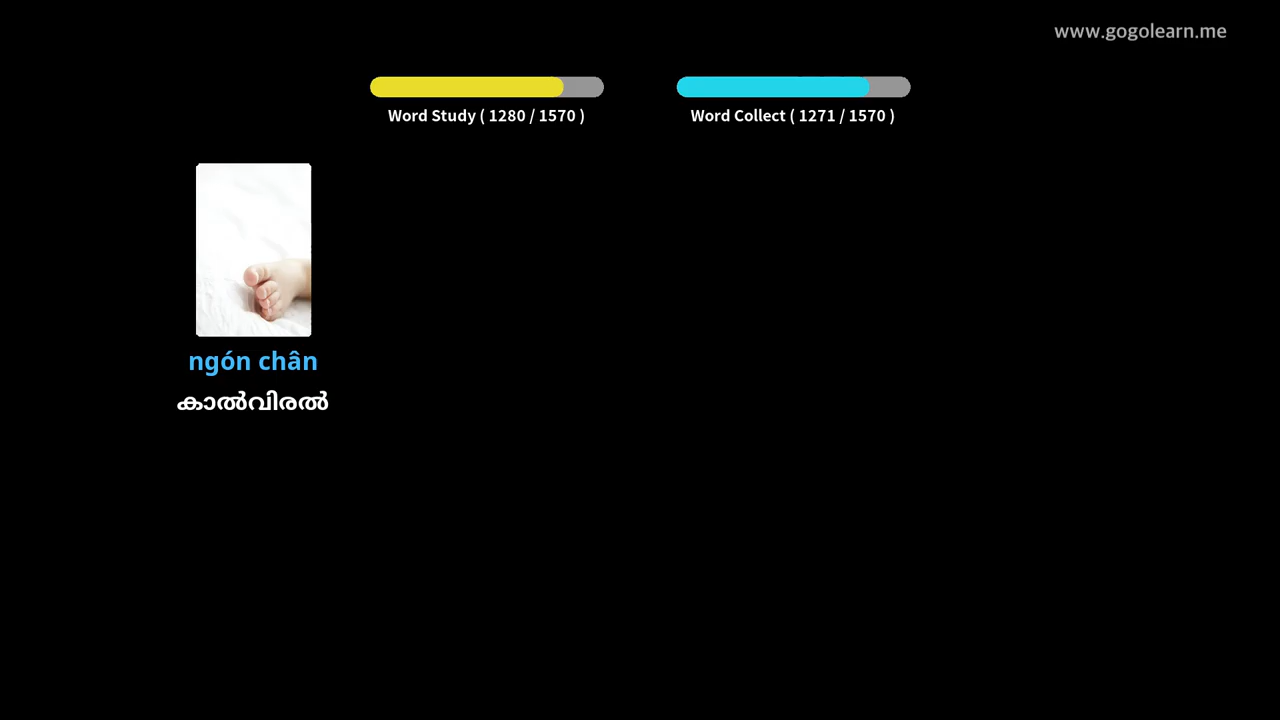 www.gogolearn.me
Word Study ( 1280 / 1570 )
Word Collect ( 1271 / 1570 )
ngón chân
കാൽവിരൽ